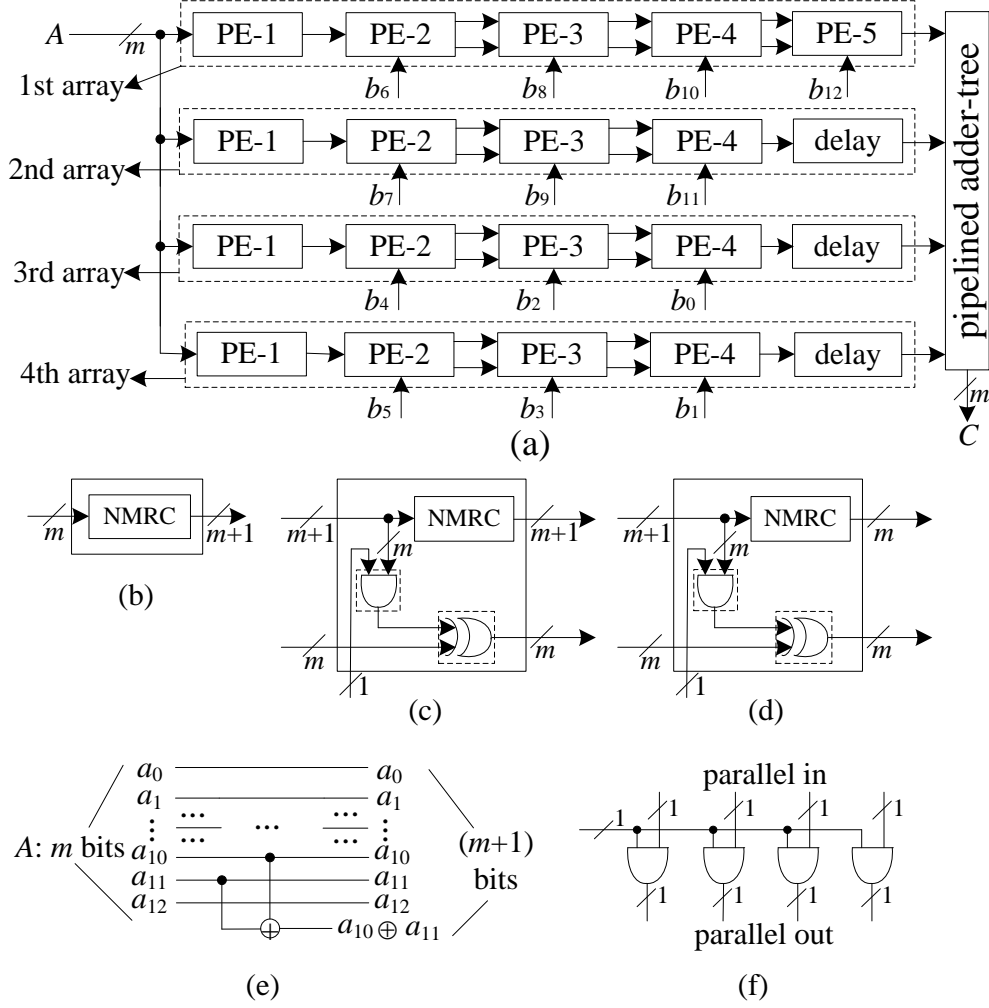 A m PE-1 PE-2 PE-3 PE-4 PE-5
1st array b6 b8 b10 b12
PE-1 PE-2 PE-3 PE-4 delay
2nd array b7 b9 b11
PE-1 PE-2 PE-3 PE-4 delay
3rd array b4 b2 b0
PE-1 PE-2 PE-3 PE-4 delay
4th array b5 b3 b1
pipelined adder-tree
m
C
(a)
m NMRC m+1
(b)
m+1 NMRC m+1
m
m m
1
(c)
m+1 NMRC m
m
m m
1
(d)
A: m bits
a0 a0
a1 a1
... ... ...
... ... ...
a10 a10
a11 a11
a12 a12
a10 ⊕ a11
(m+1)
bits
(e)
parallel in
1 1 1 1 1
1 1 1 1
parallel out
(f)